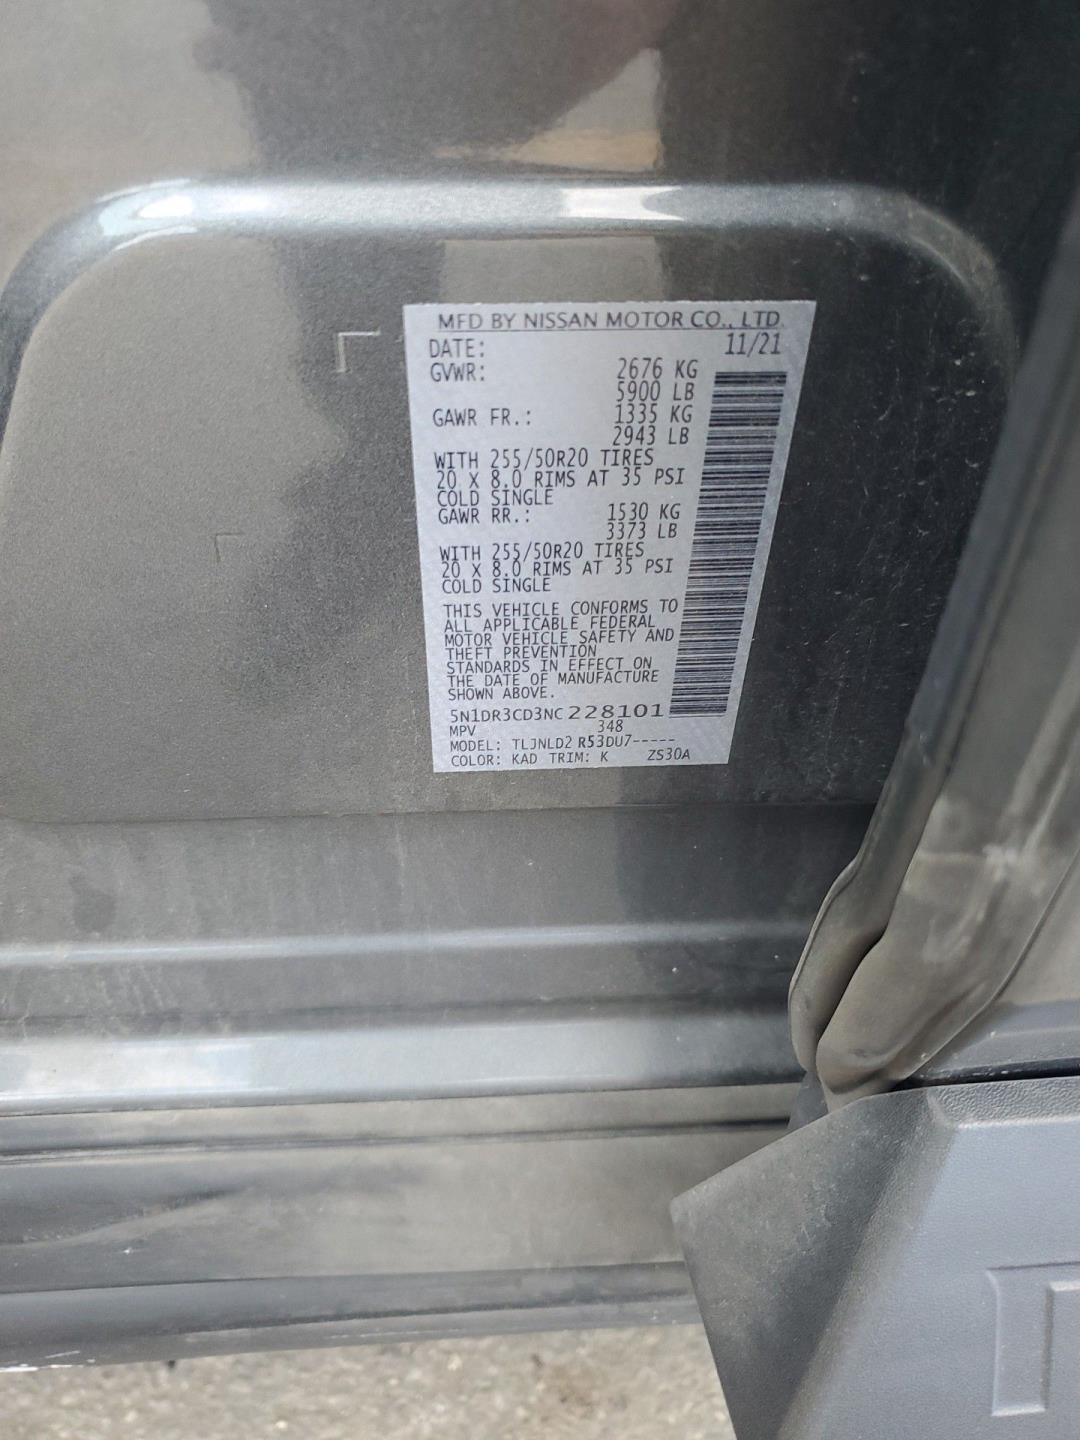 MFD BY NISSAN MOTOR CO., LTD.
DATE: 11/21
GVWR: 2676 KG
5900 LB
GAWR FR.: 1335 KG
2943 LB
WITH 255/50R20 TIRES
20 X 8.0 RIMS AT 35 PSI
COLD SINGLE
GAWR RR.: 1530 KG
3373 LB
WITH 255/50R20 TIRES
20 X 8.0 RIMS AT 35 PSI
COLD SINGLE
THIS VEHICLE CONFORMS TO
ALL APPLICABLE FEDERAL
MOTOR VEHICLE SAFETY AND
THEFT PREVENTION
STANDARDS IN EFFECT ON
THE DATE OF MANUFACTURE
SHOWN ABOVE.
5N1DR3CD3NC228101
MPV 348
MODEL: TLJNLD2 R53DU7-----
COLOR: KAD TRIM: K ZS30A